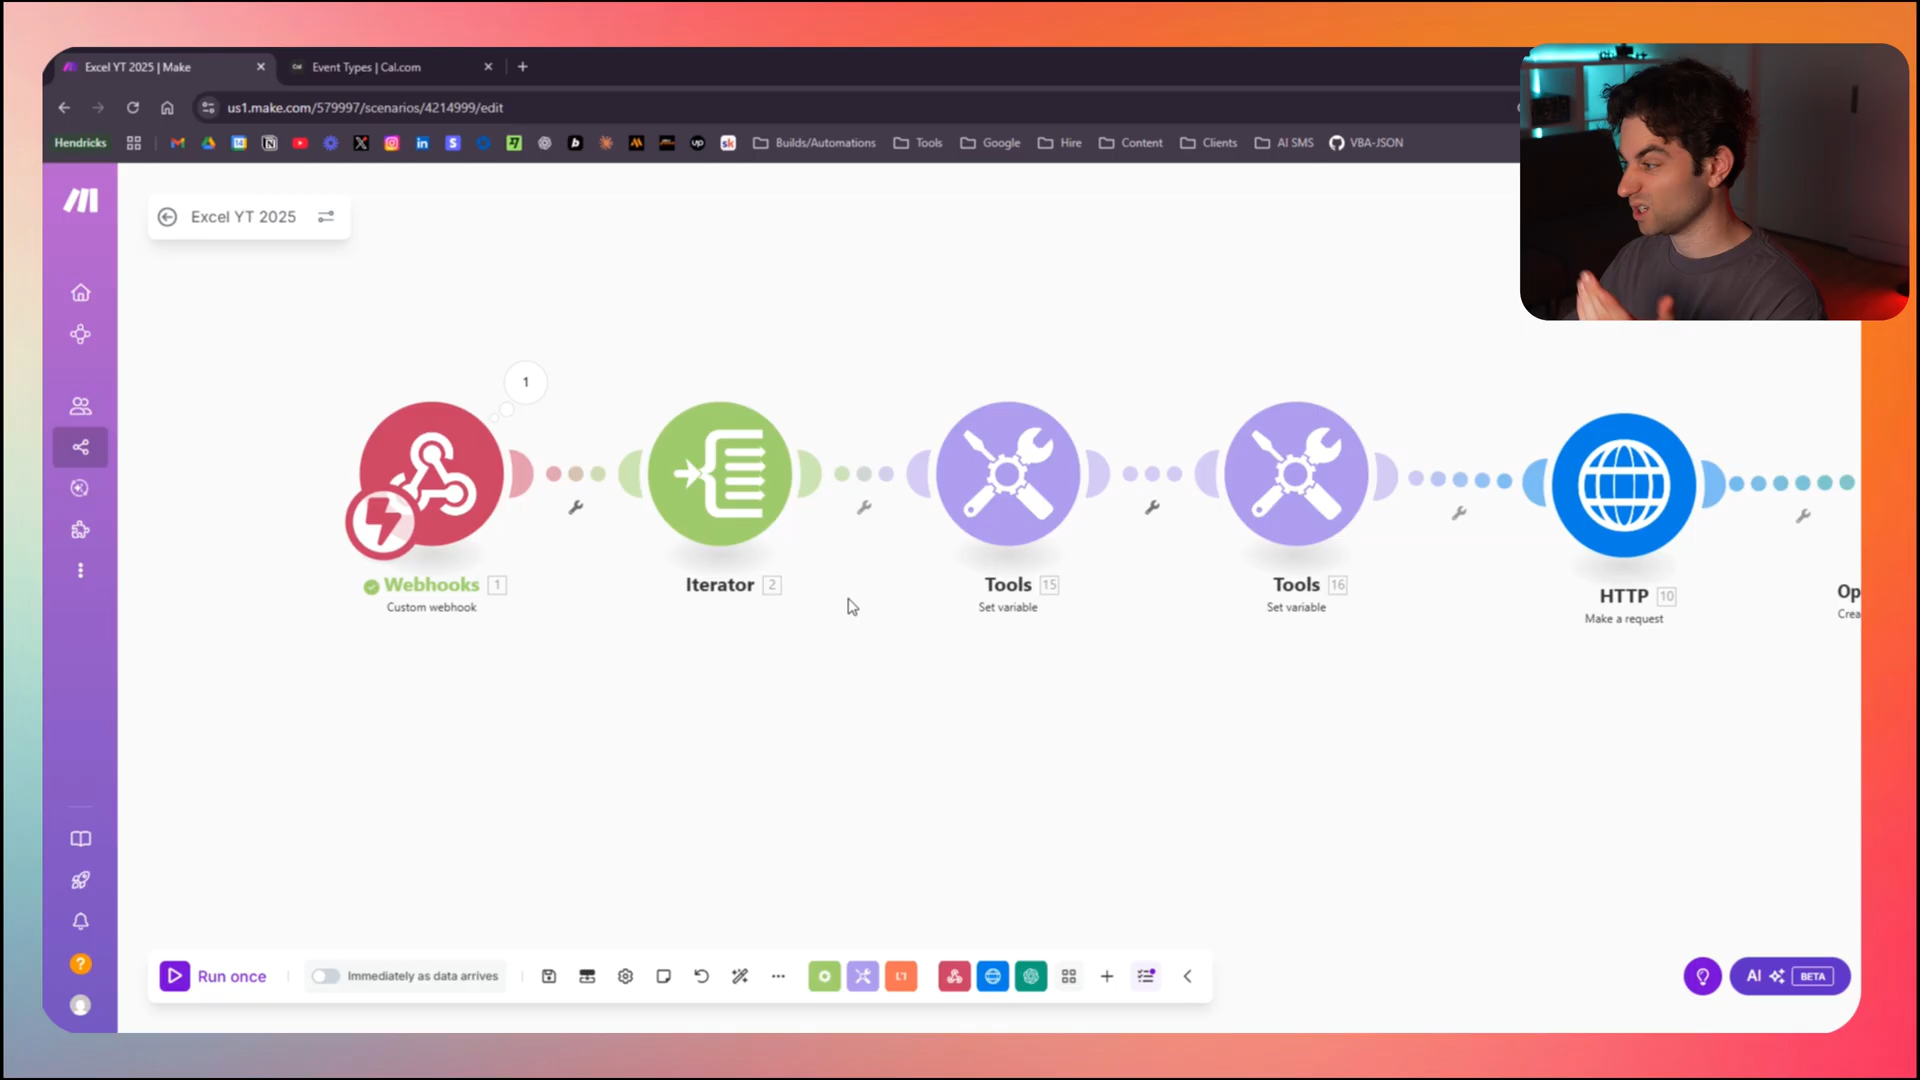 Excel YT 2025 | Make
Event Types | Cal.com
us1.make.com/579997/scenarios/4214999/edit
Hendricks
Builds/Automations
Tools
Google
Hire
Content
Clients
AI SMS
VBA-JSON
Excel YT 2025
1
Webhooks 1
Custom webhook
Iterator 2
Tools 15
Set variable
Tools 16
Set variable
HTTP 10
Make a request
Op
Crea
Run once
Immediately as data arrives
AI BETA